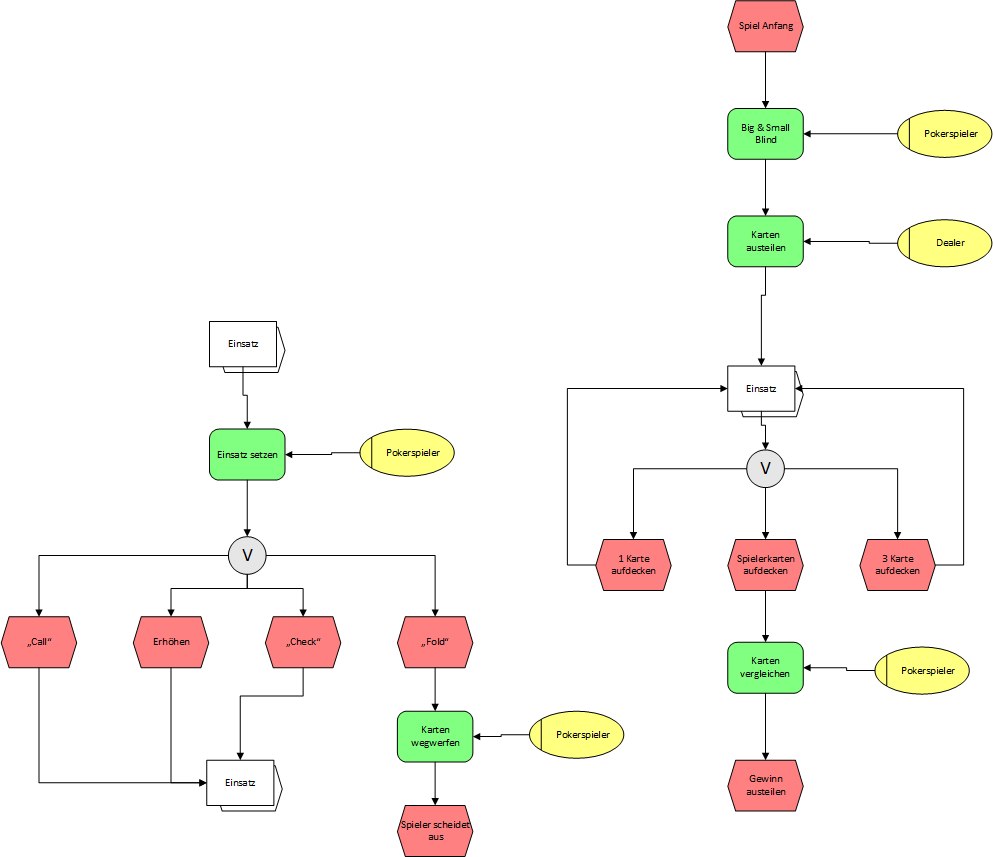 Spiel Anfang
Big & Small
Blind
Pokerspieler
Karten
austeilen
Dealer
Einsatz
V
1 Karte
aufdecken
Spielerkarten
aufdecken
3 Karte
aufdecken
Karten
vergleichen
Pokerspieler
Gewinn
austeilen
Einsatz
Einsatz setzen
Pokerspieler
V
„Call“
Erhöhen
„Check“
„Fold“
Karten
wegwerfen
Pokerspieler
Einsatz
Spieler scheidet
aus